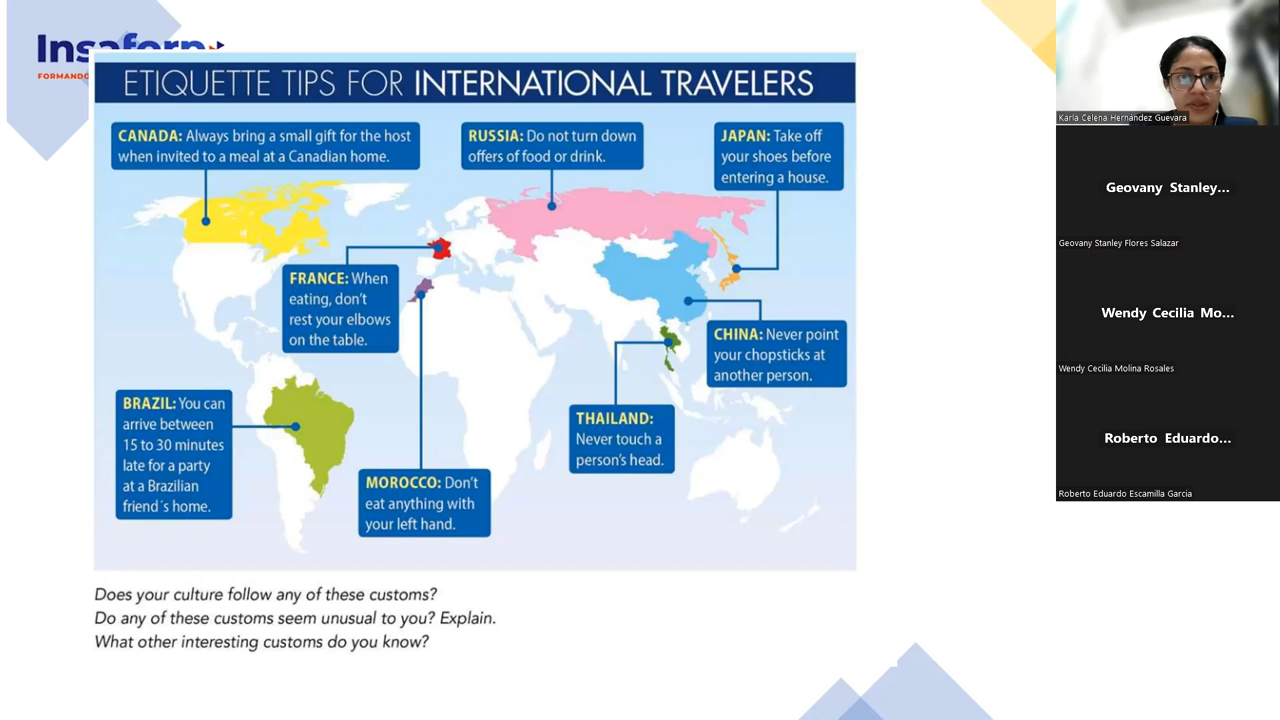 Insaforp
FORMANDO
ETIQUETTE TIPS FOR INTERNATIONAL TRAVELERS
CANADA: Always bring a small gift for the host
when invited to a meal at a Canadian home.
RUSSIA: Do not turn down
offers of food or drink.
JAPAN: Take off
your shoes before
entering a house.
FRANCE: When
eating, don't
rest your elbows
on the table.
CHINA: Never point
your chopsticks at
another person.
BRAZIL: You can
arrive between
15 to 30 minutes
late for a party
at a Brazilian
friend´s home.
THAILAND:
Never touch a
person's head.
MOROCCO: Don't
eat anything with
your left hand.
Does your culture follow any of these customs?
Do any of these customs seem unusual to you? Explain.
What other interesting customs do you know?
Karla Celena Hernández Guevara
Geovany Stanley...
Geovany Stanley Flores Salazar
Wendy Cecilia Mo...
Wendy Cecilia Molina Rosales
Roberto Eduardo...
Roberto Eduardo Escamilla Garcia